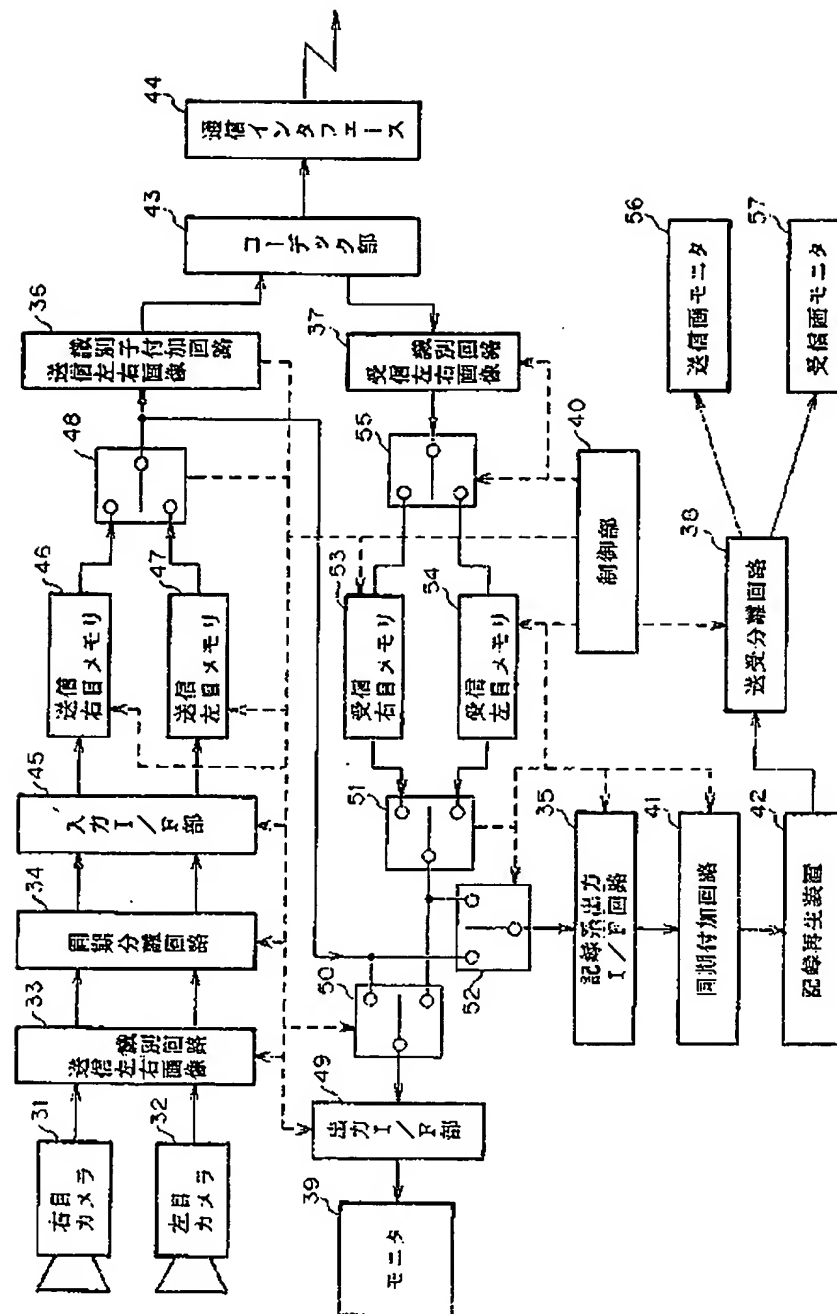 31
右目
カメラ
32
左目
カメラ
33
送信左右画像
識別回路
34
同期分離回路
45
入力I/F部
46
送信
右目メモリ
47
送信
左目メモリ
48
36
送信左右画像
識別子付加回路
43
コーデック部
44
通信インタフェース
37
受信左右画像
識別回路
55
53
受信
右目メモリ
54
受信
左目メモリ
51
50
52
49
出力I/F部
39
モニタ
40
制御部
35
記録系出力
I/F回路
41
同期付加回路
42
記録再生装置
38
送受分離回路
56
送信画モニタ
57
受信画モニタ